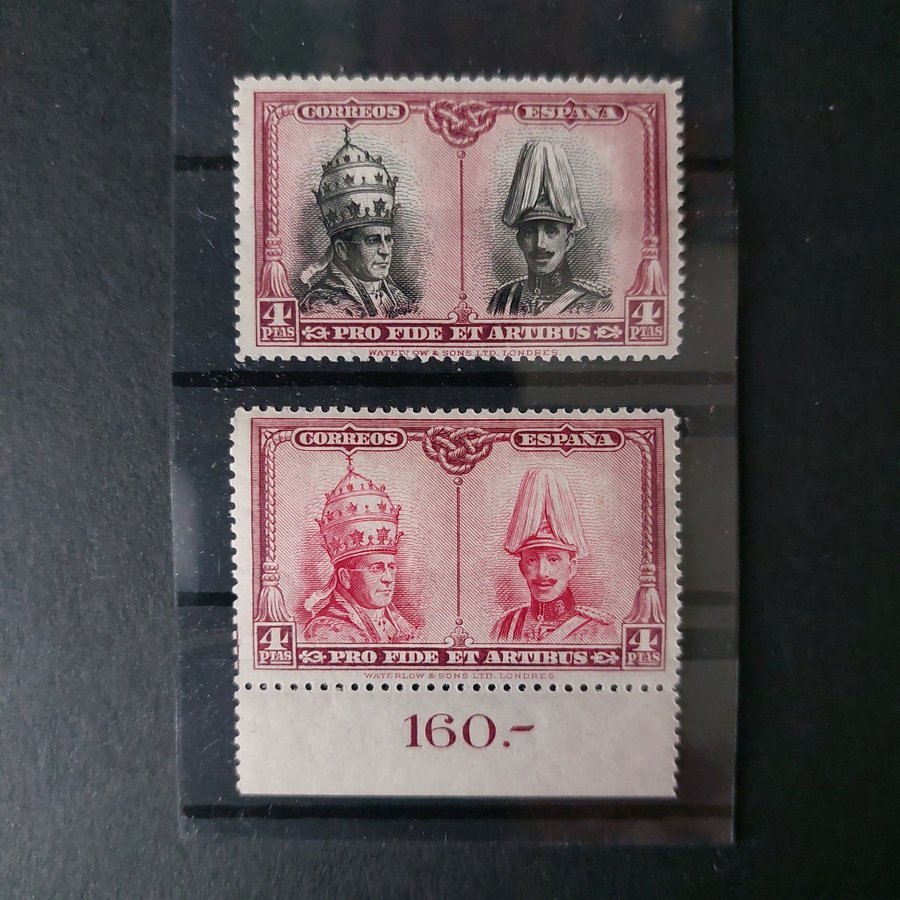 CORREOS ESPAÑA
4 PTAS PRO FIDE ET ARTIBUS 4 PTAS
WATERLOW & SONS LTD. LONDRES.
CORREOS ESPAÑA
4 PTAS PRO FIDE ET ARTIBUS 4 PTAS
WATERLOW & SONS LTD. LONDRES.
160.-